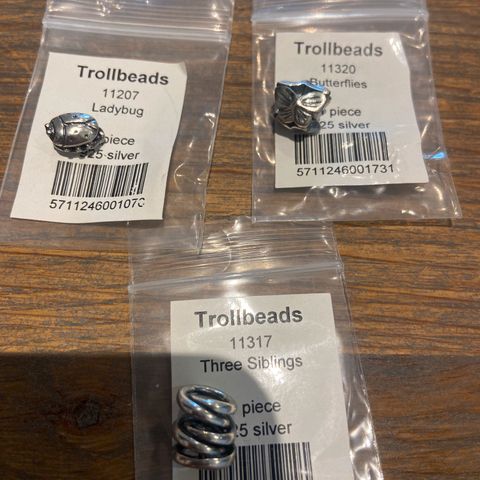 Trollbeads
11207
Ladybug
piece
25 silver
5711246001070
Trollbeads
11320
Butterflies
piece
25 silver
5711246001731
Trollbeads
11317
Three Siblings
piece
25 silver